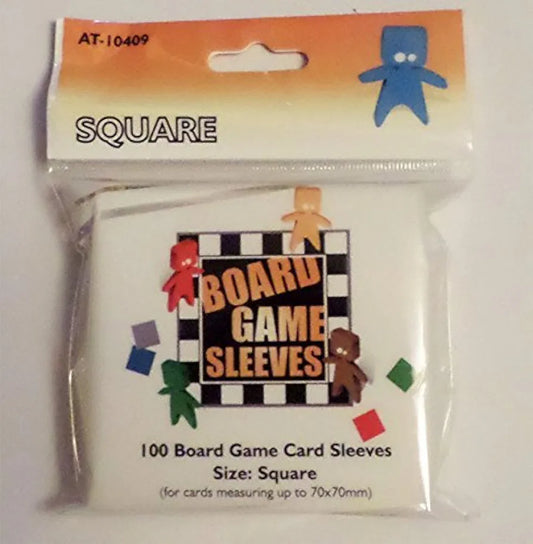 AT-10409
SQUARE
BOARD
GAME
SLEEVES
100 Board Game Card Sleeves
Size: Square
(for cards measuring up to 70x70mm)